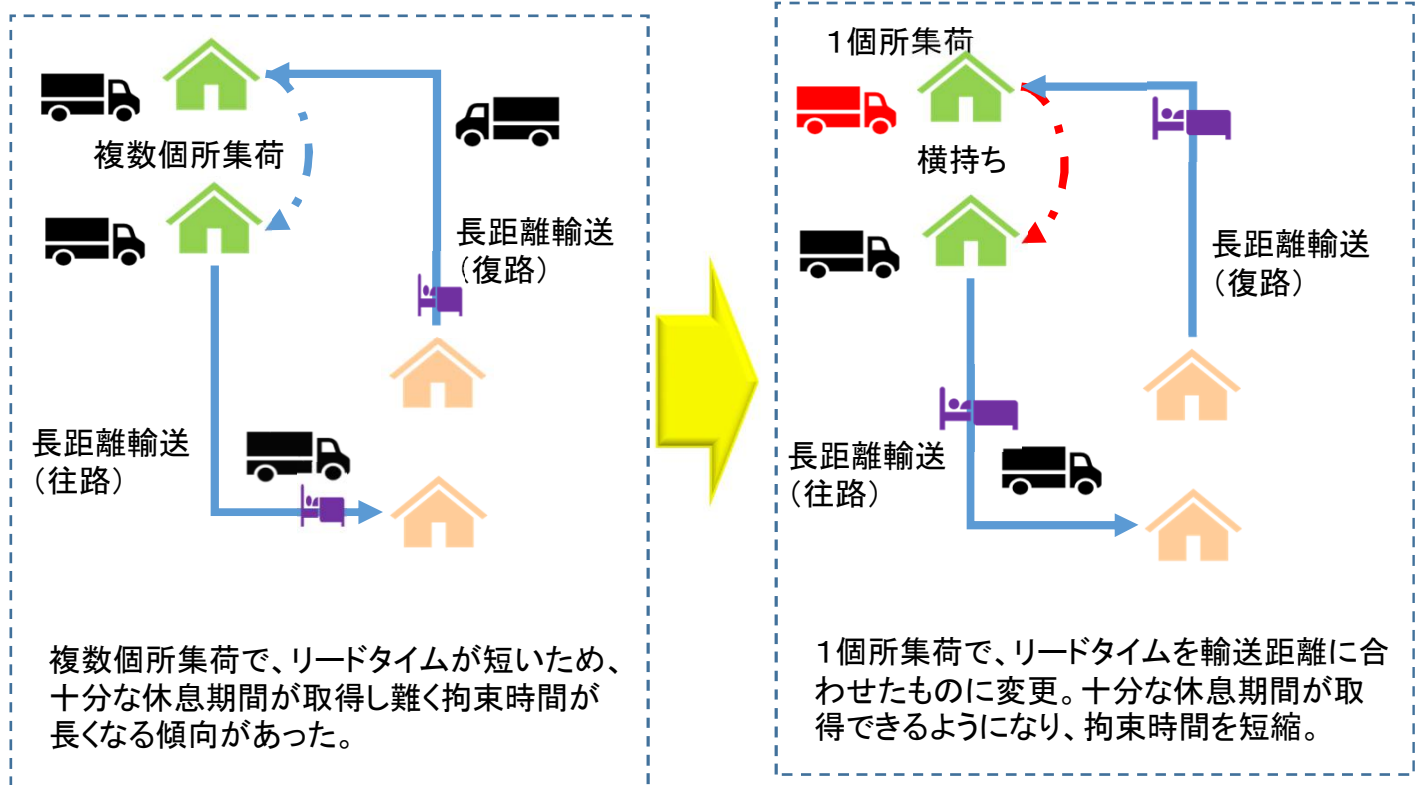 複数個所集荷
長距離輸送
（復路）
長距離輸送
（往路）
複数個所集荷で、リードタイムが短いため、
十分な休息期間が取得し難く拘束時間が
長くなる傾向があった。
１個所集荷
横持ち
長距離輸送
（復路）
長距離輸送
（往路）
１個所集荷で、リードタイムを輸送距離に合
わせたものに変更。十分な休息期間が取
得できるようになり、拘束時間を短縮。